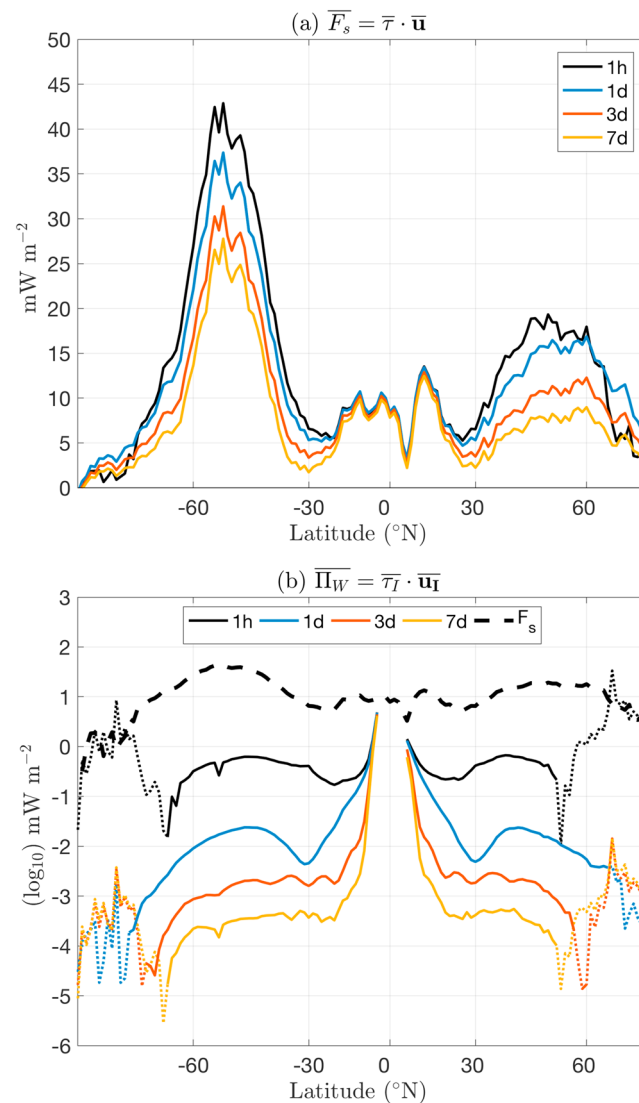 (a) $\overline{F_s} = \overline{\tau} \cdot \overline{\mathbf{u}}$
50
45
40
35
30
25
20
15
10
5
0
mW m$^{-2}$
1h
1d
3d
7d
-60 -30 0 30 60
Latitude (°N)
(b) $\overline{\Pi_W} = \overline{\tau_I} \cdot \overline{\mathbf{u_I}}$
3
2
1
0
-1
-2
-3
-4
-5
-6
(log$_{10}$) mW m$^{-2}$
1h 1d 3d 7d F$_s$
-60 -30 0 30 60
Latitude (°N)